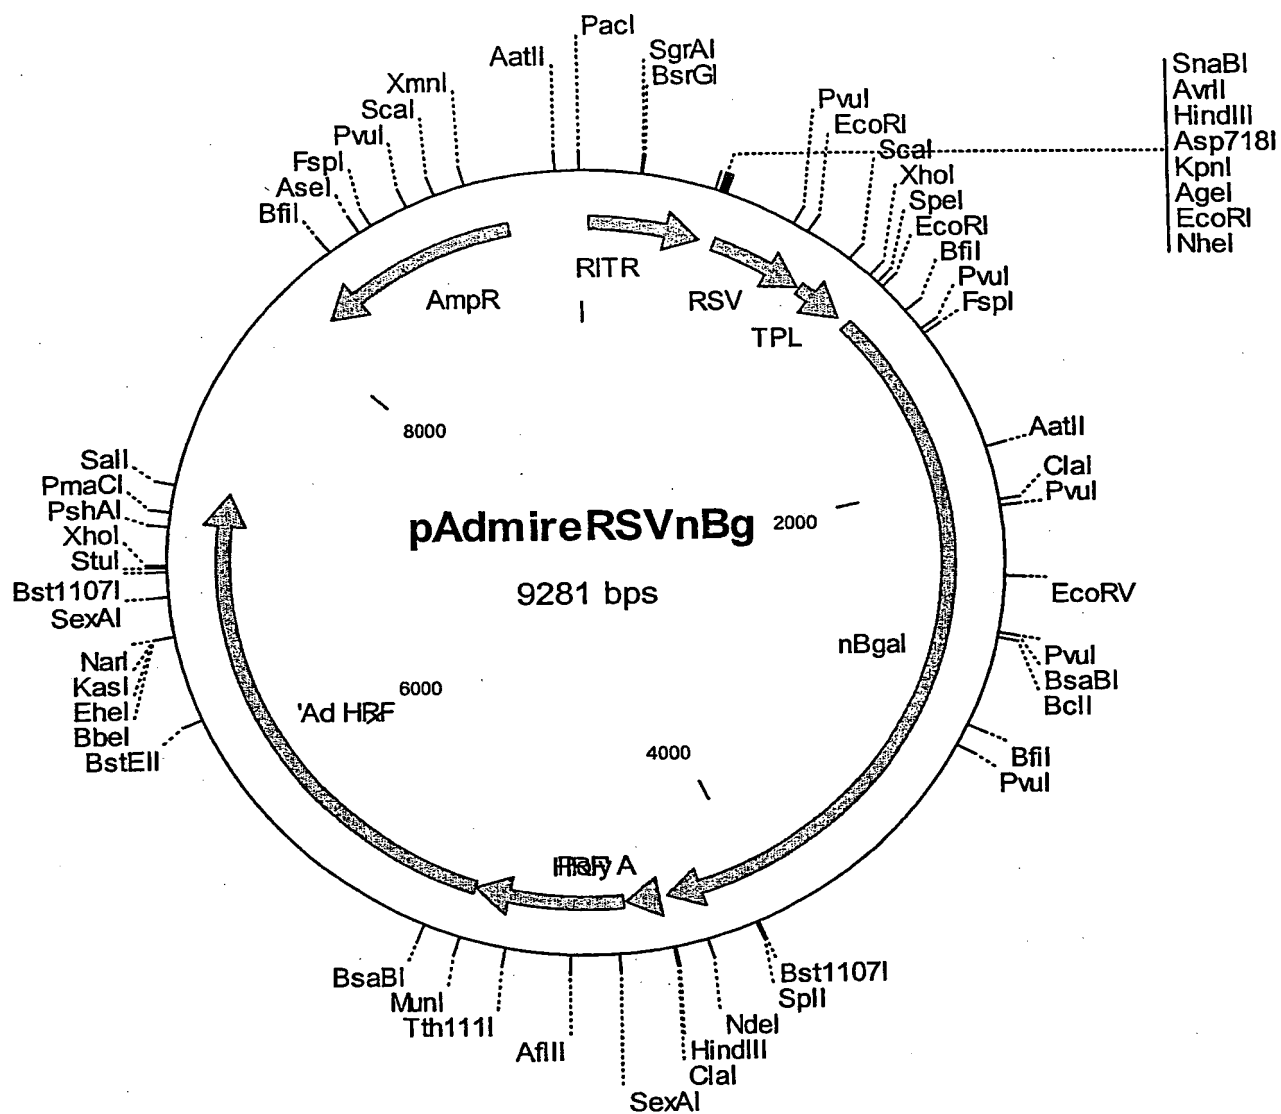 PacI
AatII
SgrAI
BsrGI
XmnI
ScaI
PvuI
FspI
AseI
BfiI
SnaBI
AvrII
HindIII
Asp718I
KpnI
AgeI
EcoRI
NheI
PvuI
EcoRI
ScaI
XhoI
SpeI
EcoRI
BfiI
PvuI
FspI
RITR
AmpR
RSV
TPL
8000
AatII
ClaI
PvuI
SalI
PmaCI
PshAI
XhoI
StuI
Bst1107I
SexAI
pAdmireRSVnBg
2000
9281 bps
EcoRV
nBgal
NarI
KasI
EheI
BbeI
BstEII
PvuI
BsaBI
BclI
6000
'Ad HRF
4000
BfiI
PvuI
A
BsaBI
MunI
Tth111I
AflII
SexAI
Bst1107I
SplI
NdeI
HindIII
ClaI